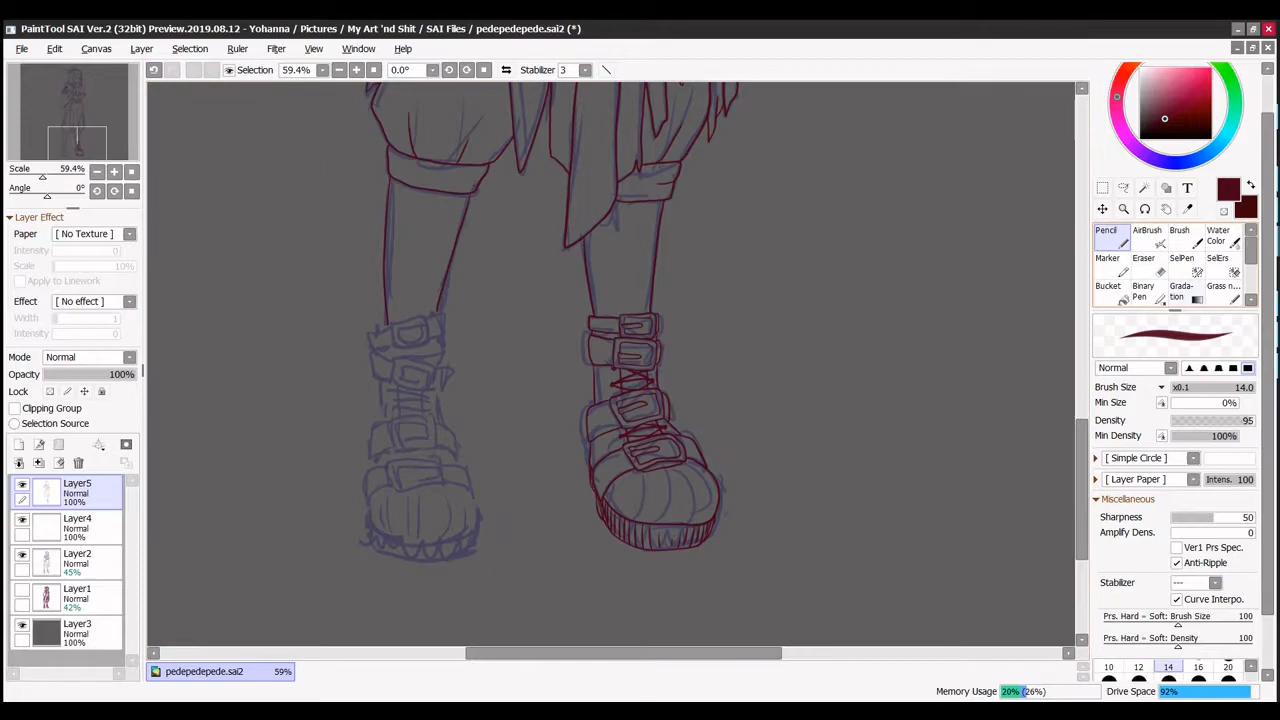 PaintTool SAI Ver.2 (32bit) Preview.2019.08.12 - Yohanna / Pictures / My Art 'nd Shit / SAI Files / pedepedepede.sai2 (*)
File Edit Canvas Layer Selection Ruler Filter View Window Help
Selection 59.4% 0.0° Stabilizer 3
Scale 59.4%
Angle 0°
Layer Effect
Paper [ No Texture ]
Intensity 0
Scale 10%
Apply to Linework
Effect [ No effect ]
Width 1
Intensity 0
Mode Normal
Opacity 100%
Lock
Clipping Group
Selection Source
Layer5
Normal
100%
Layer4
Normal
100%
Layer2
Normal
45%
Layer1
Normal
42%
Layer3
Normal
100%
pedepedepede.sai2 59%
T
Pencil AirBrush Brush Water Color
Marker Eraser SelPen SelErs
Bucket Binary Pen Grada-tion Grass n...
Normal
Brush Size x0.1 14.0
Min Size 0%
Density 95
Min Density 100%
[ Simple Circle ]
[ Layer Paper ] Intens. 100
Miscellaneous
Sharpness 50
Amplify Dens. 0
Ver1 Prs Spec.
Anti-Ripple
Stabilizer ---
Curve Interpo.
Prs. Hard ⇔ Soft: Brush Size 100
Prs. Hard ⇔ Soft: Density 100
10 12 14 16 20
Memory Usage 20% (26%) Drive Space 92%